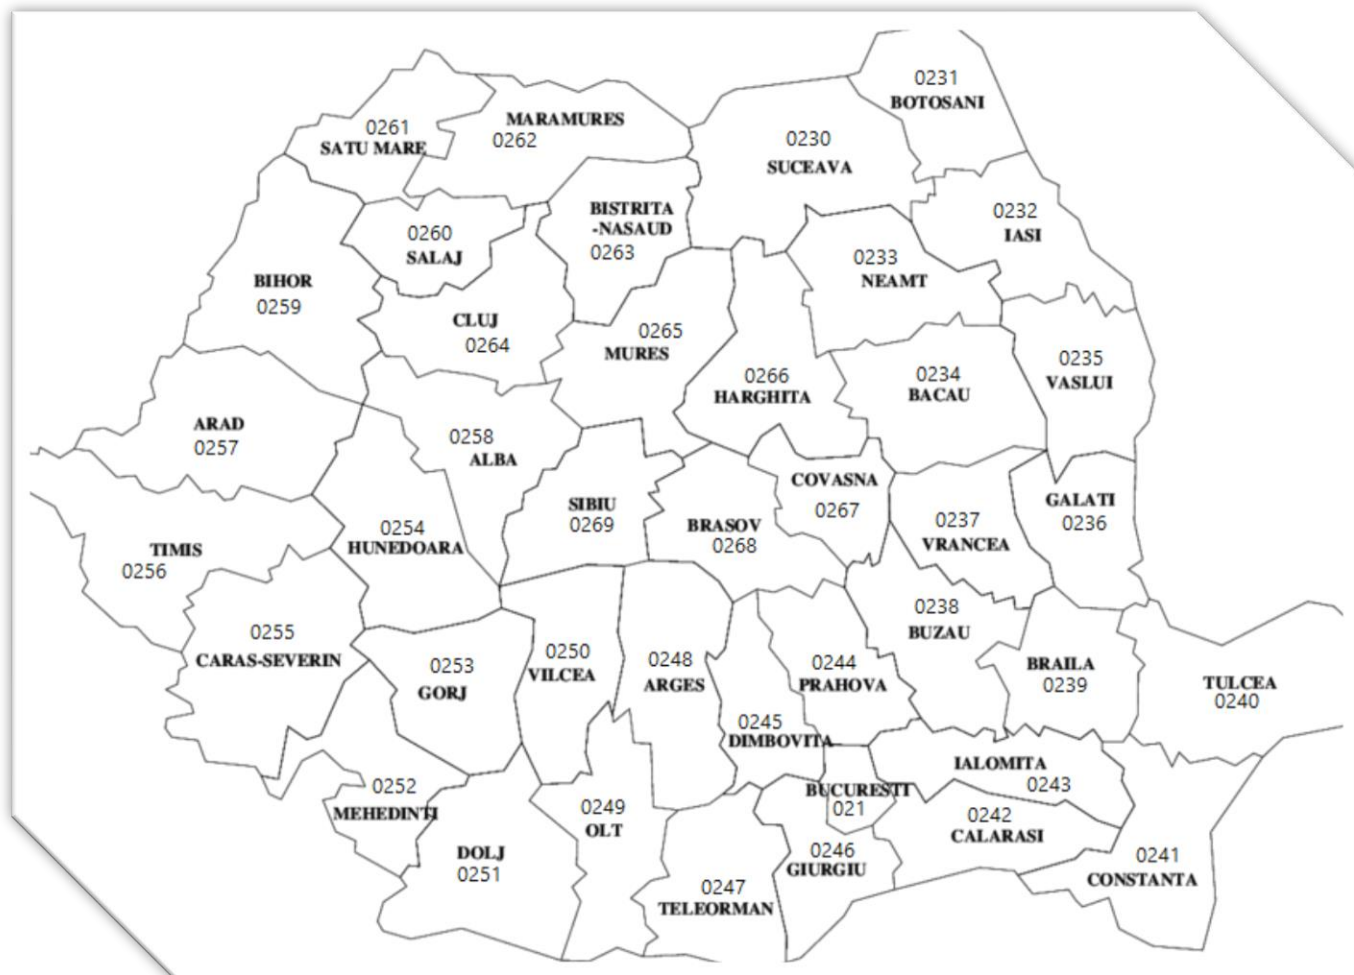 0231
BOTOSANI
0261
SATU MARE
MARAMURES
0262
0230
SUCEAVA
BISTRITA
-NASAUD
0263
0232
IASI
0260
SALAJ
0233
NEAMT
BIHOR
0259
CLUJ
0264
0265
MURES
0235
VASLUI
0266
HARGHITA
0234
BACAU
ARAD
0257
0258
ALBA
COVASNA
0267
SIBIU
0269
BRASOV
0268
GALATI
0236
0237
VRANCEA
0254
HUNEDOARA
TIMIS
0256
0238
BUZAU
0255
CARAS-SEVERIN
0253
GORJ
0250
VILCEA
0248
ARGES
0244
PRAHOVA
BRAILA
0239
TULCEA
0240
0245
DIMBOVITA
IALOMITA
0243
0252
MEHEDINTI
BUCURESTI
021
0249
OLT
0242
CALARASI
DOLJ
0251
0246
GIURGIU
0241
CONSTANTA
0247
TELEORMAN